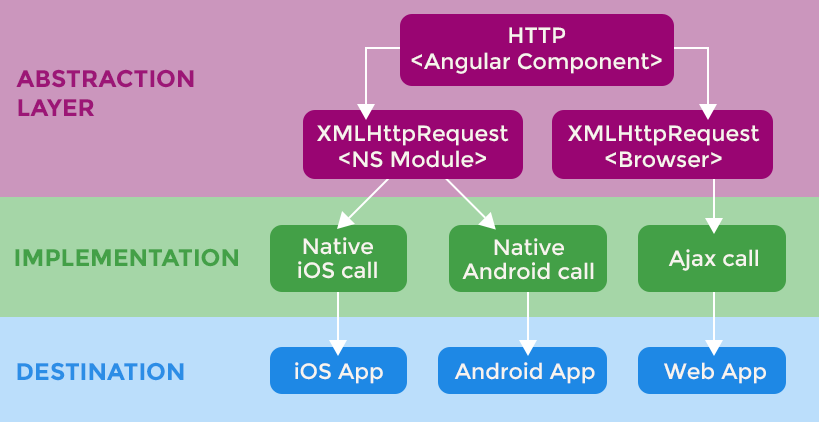 HTTP
<Angular Component>
ABSTRACTION
LAYER
XMLHttpRequest
<NS Module>
XMLHttpRequest
<Browser>
IMPLEMENTATION
Native
iOS call
Native
Android call
Ajax call
DESTINATION
iOS App
Android App
Web App